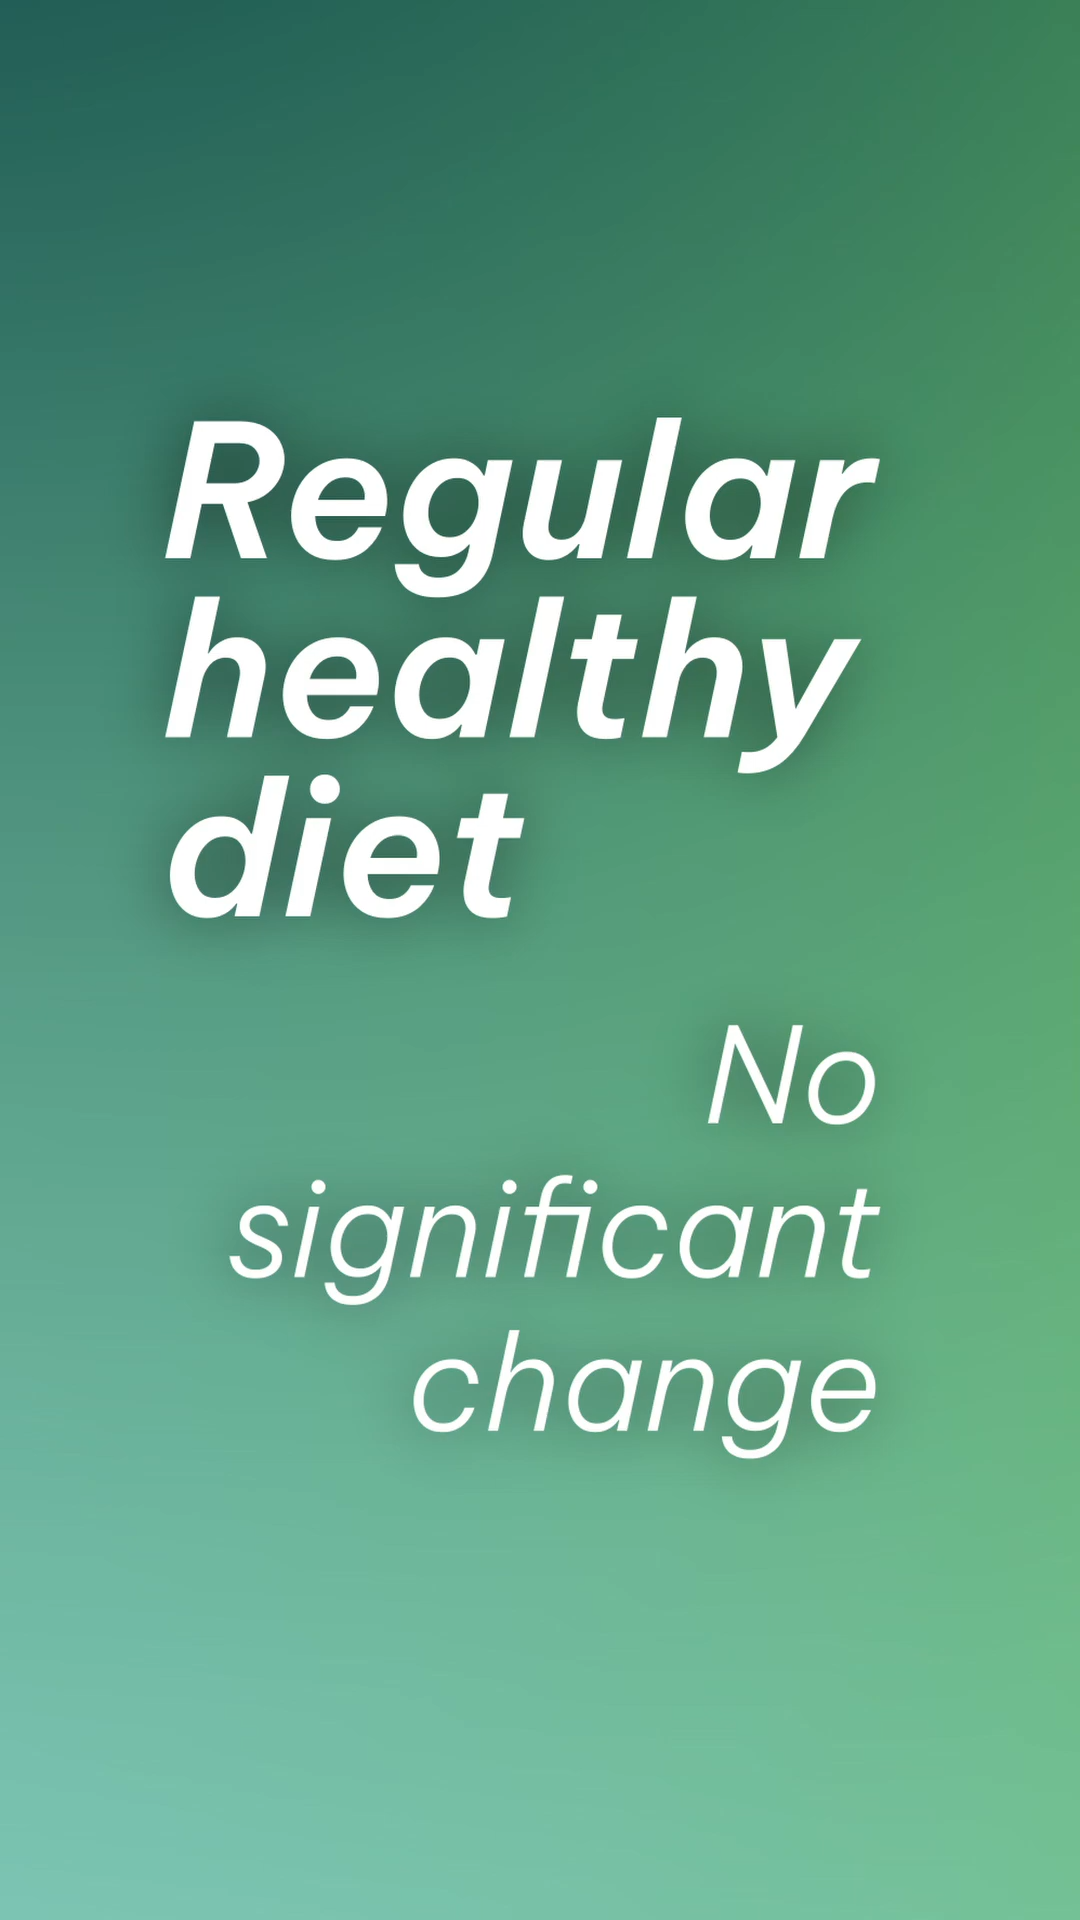 Regular
healthy
diet
No
significant
change